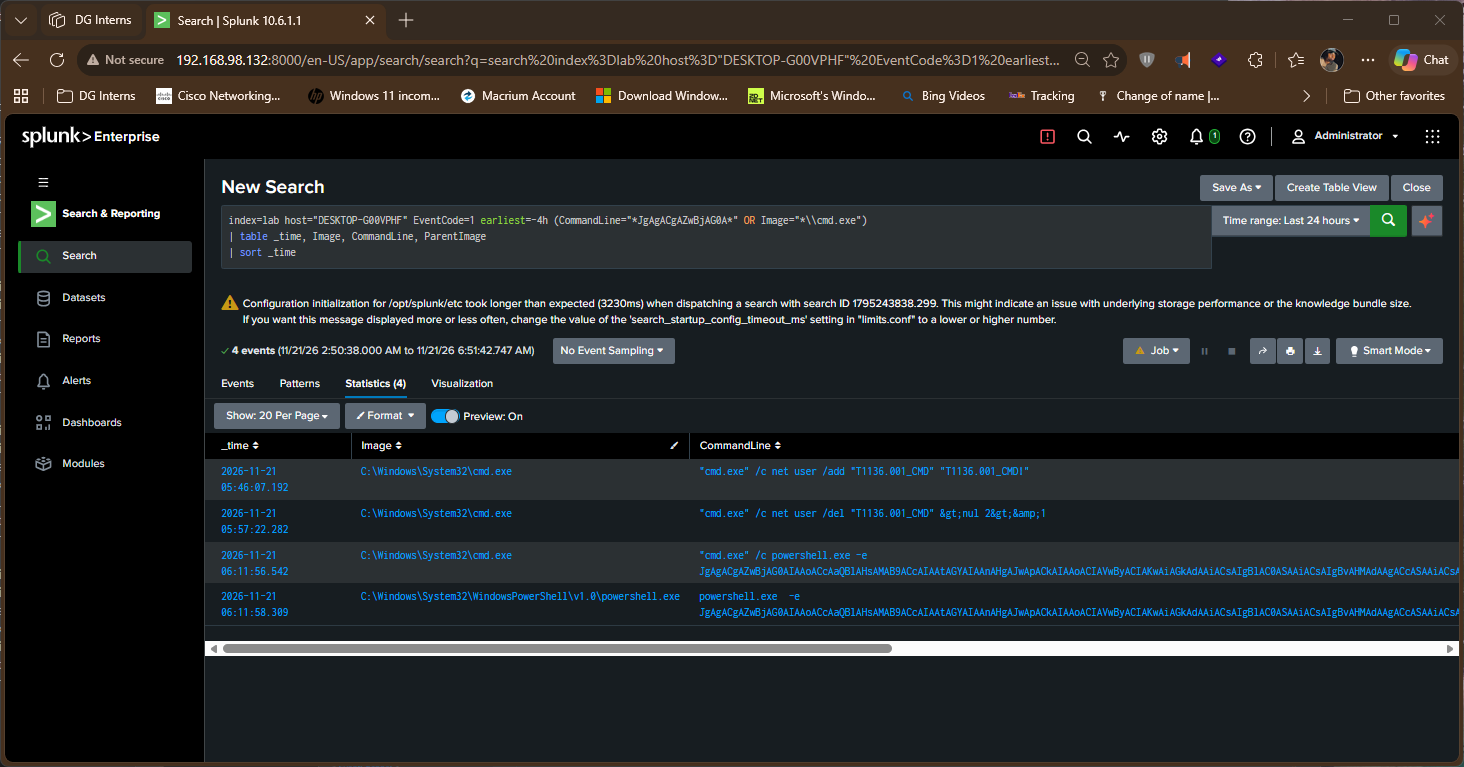 DG Interns
Search | Splunk 10.6.1.1
Not secure
192.168.98.132:8000/en-US/app/search/search?q=search%20index%3Dlab%20host%3D"DESKTOP-G00VPHF"%20EventCode%3D1%20earliest...
Chat
DG Interns
Cisco Networking...
Windows 11 incom...
Macrium Account
Download Window...
Microsoft's Windo...
Bing Videos
Tracking
Change of name |...
Other favorites
splunk>Enterprise
1
Administrator
Search & Reporting
Search
Datasets
Reports
Alerts
Dashboards
Modules
New Search
Save As
Create Table View
Close
index=lab host="DESKTOP-G00VPHF" EventCode=1 earliest=-4h (CommandLine="*JgAgACgAZwBjAG0A*" OR Image="*\\cmd.exe")
| table _time, Image, CommandLine, ParentImage
| sort _time
Time range: Last 24 hours
Configuration initialization for /opt/splunk/etc took longer than expected (3230ms) when dispatching a search with search ID 1795243838.299. This might indicate an issue with underlying storage performance or the knowledge bundle size.
If you want this message displayed more or less often, change the value of the 'search_startup_config_timeout_ms' setting in "limits.conf" to a lower or higher number.
4 events (11/21/26 2:50:38.000 AM to 11/21/26 6:51:42.747 AM)
No Event Sampling
Job
Smart Mode
Events
Patterns
Statistics (4)
Visualization
Show: 20 Per Page
Format
Preview: On
_time
Image
CommandLine
2026-11-21
05:46:07.192
C:\Windows\System32\cmd.exe
"cmd.exe" /c net user /add "T1136.001_CMD" "T1136.001_CMD!"
2026-11-21
05:57:22.282
C:\Windows\System32\cmd.exe
"cmd.exe" /c net user /del "T1136.001_CMD" &gt;nul 2&gt;&amp;1
2026-11-21
06:11:56.542
C:\Windows\System32\cmd.exe
"cmd.exe" /c powershell.exe -e
2026-11-21
06:11:58.309
C:\Windows\System32\WindowsPowerShell\v1.0\powershell.exe
powershell.exe  -e